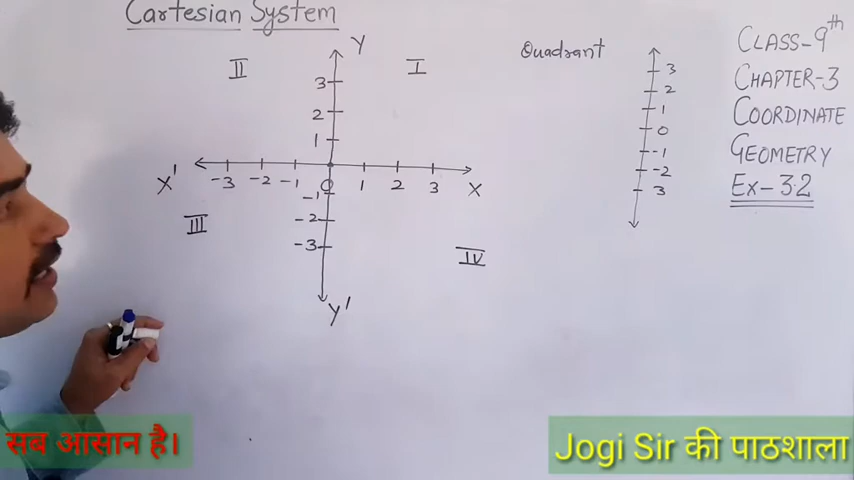 Cartesian System
Y
II
I
3
2
1
X'
-3 -2 -1 0 1 2 3
X
-1
-2
-3
III
IV
Y'
Quadrant
3
2
1
0
-1
-2
3
CLASS-9th
CHAPTER-3
COORDINATE
GEOMETRY
Ex-3.2
सब आसान है।
Jogi Sir की पाठशाला